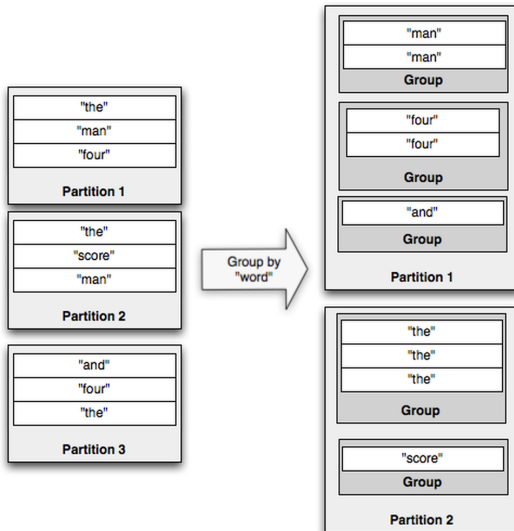 "the"
"man"
"four"
Partition 1
"the"
"score"
"man"
Partition 2
"and"
"four"
"the"
Partition 3
Group by
"word"
"man"
"man"
Group
"four"
"four"
Group
"and"
Group
Partition 1
"the"
"the"
"the"
Group
"score"
Group
Partition 2